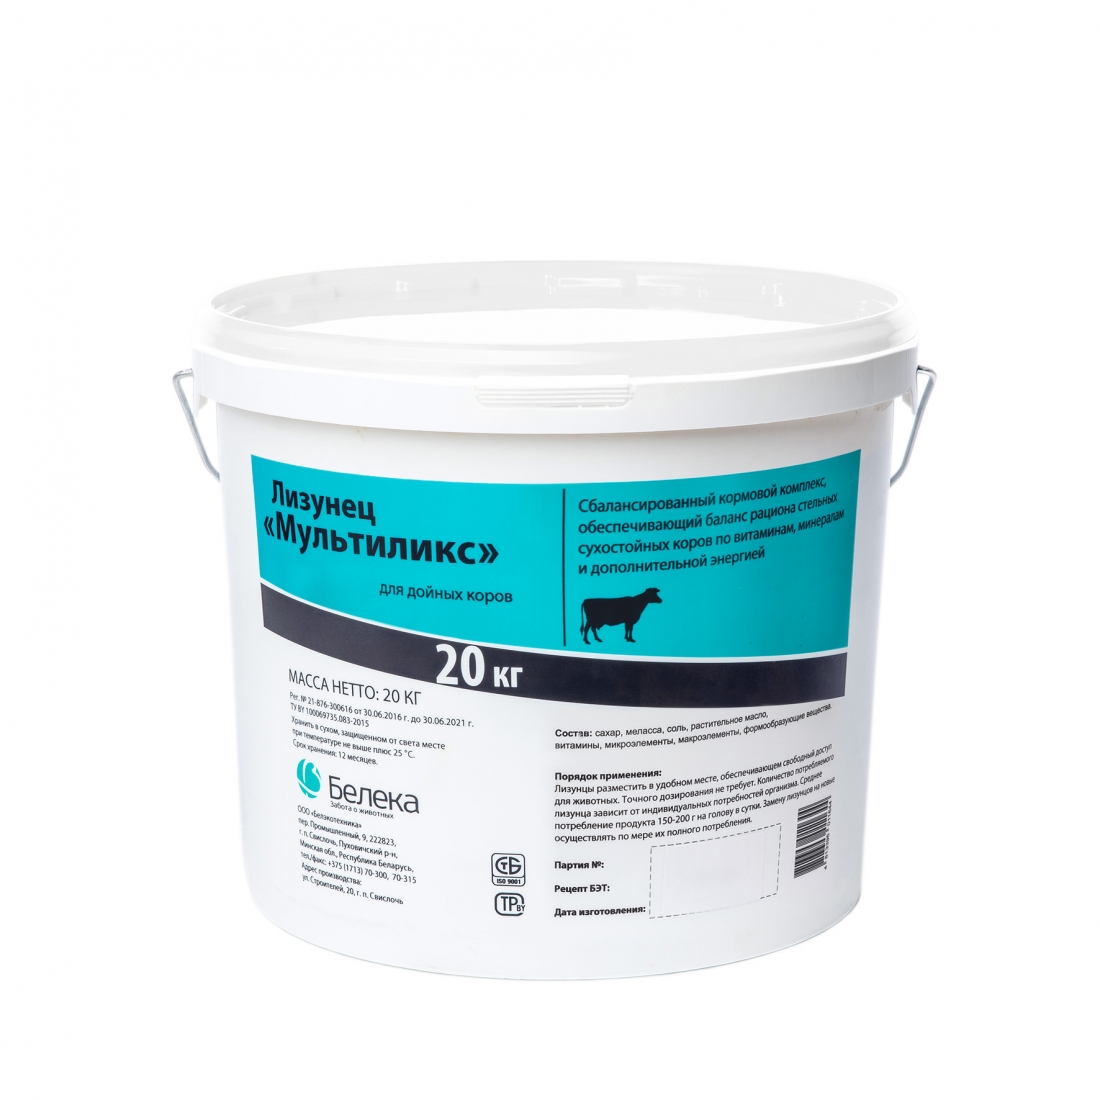 Лизунец
«Мультиликс»
для дойных коров
Сбалансированный кормовой комплекс,
обеспечивающий баланс рациона стельных
сухостойных коров по витаминам, минералам
и дополнительной энергией
20 кг
МАССА НЕТТО: 20 КГ
Рег. № 21-876-300616 от 30.06.2016 г. до 30.06.2021 г.
ТУ BY 100069735.083-2015
Хранить в сухом, защищенном от света месте
при температуре не выше плюс 25 °С.
Срок хранения: 12 месяцев.
Белека
Забота о животных
ООО «Белэкотехника»
пер. Промышленный, 9, 222823,
г. п. Свислочь, Пуховичский р-н,
Минская обл., Республика Беларусь,
тел./факс: +375 (1713) 70-300, 70-315
Адрес производства:
ул. Строителей, 20, г. п. Свислочь
СТБ
ISO 9001
ТР BY
Состав: сахар, меласса, соль, растительное масло,
витамины, микроэлементы, макроэлементы, формообразующие вещества.
Порядок применения:
Лизунцы разместить в удобном месте, обеспечивающем свободный доступ
для животных. Точного дозирования не требует. Количество потребляемого
лизунца зависит от индивидуальных потребностей организма. Среднее
потребление продукта 150-200 г на голову в сутки. Замену лизунцов на новые
осуществлять по мере их полного потребления.
Партия №:
Рецепт БЭТ:
Дата изготовления: